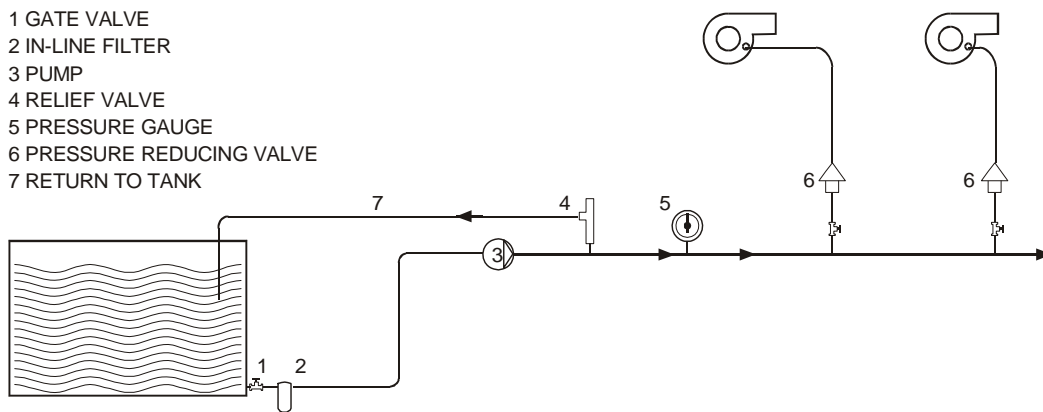 1 GATE VALVE
2 IN-LINE FILTER
3 PUMP
4 RELIEF VALVE
5 PRESSURE GAUGE
6 PRESSURE REDUCING VALVE
7 RETURN TO TANK
6
6
7
4
5
3
1
2